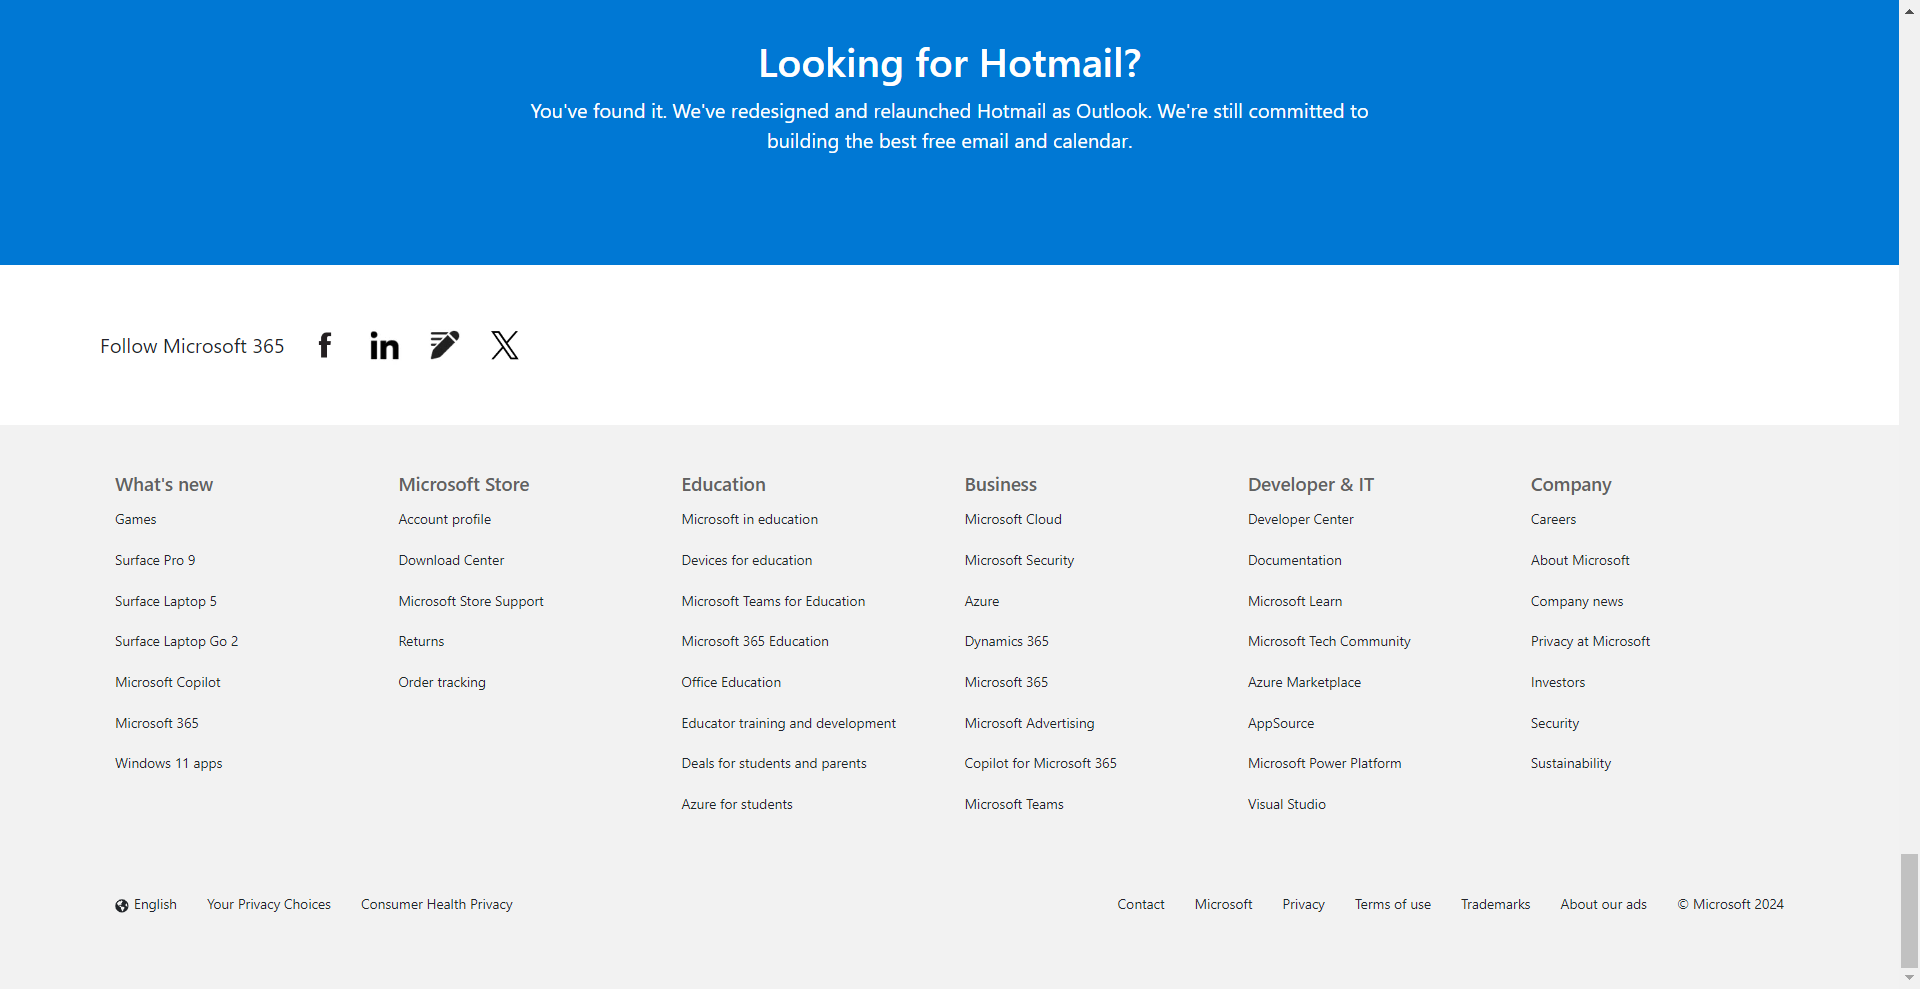 Looking for Hotmail?
You've found it. We've redesigned and relaunched Hotmail as Outlook. We're still committed to
building the best free email and calendar.
Follow Microsoft 365
What's new
Games
Surface Pro 9
Surface Laptop 5
Surface Laptop Go 2
Microsoft Copilot
Microsoft 365
Windows 11 apps
Microsoft Store
Account profile
Download Center
Microsoft Store Support
Returns
Order tracking
Education
Microsoft in education
Devices for education
Microsoft Teams for Education
Microsoft 365 Education
Office Education
Educator training and development
Deals for students and parents
Azure for students
Business
Microsoft Cloud
Microsoft Security
Azure
Dynamics 365
Microsoft 365
Microsoft Advertising
Copilot for Microsoft 365
Microsoft Teams
Developer & IT
Developer Center
Documentation
Microsoft Learn
Microsoft Tech Community
Azure Marketplace
AppSource
Microsoft Power Platform
Visual Studio
Company
Careers
About Microsoft
Company news
Privacy at Microsoft
Investors
Security
Sustainability
English Your Privacy Choices Consumer Health Privacy Contact Microsoft Privacy Terms of use Trademarks About our ads © Microsoft 2024